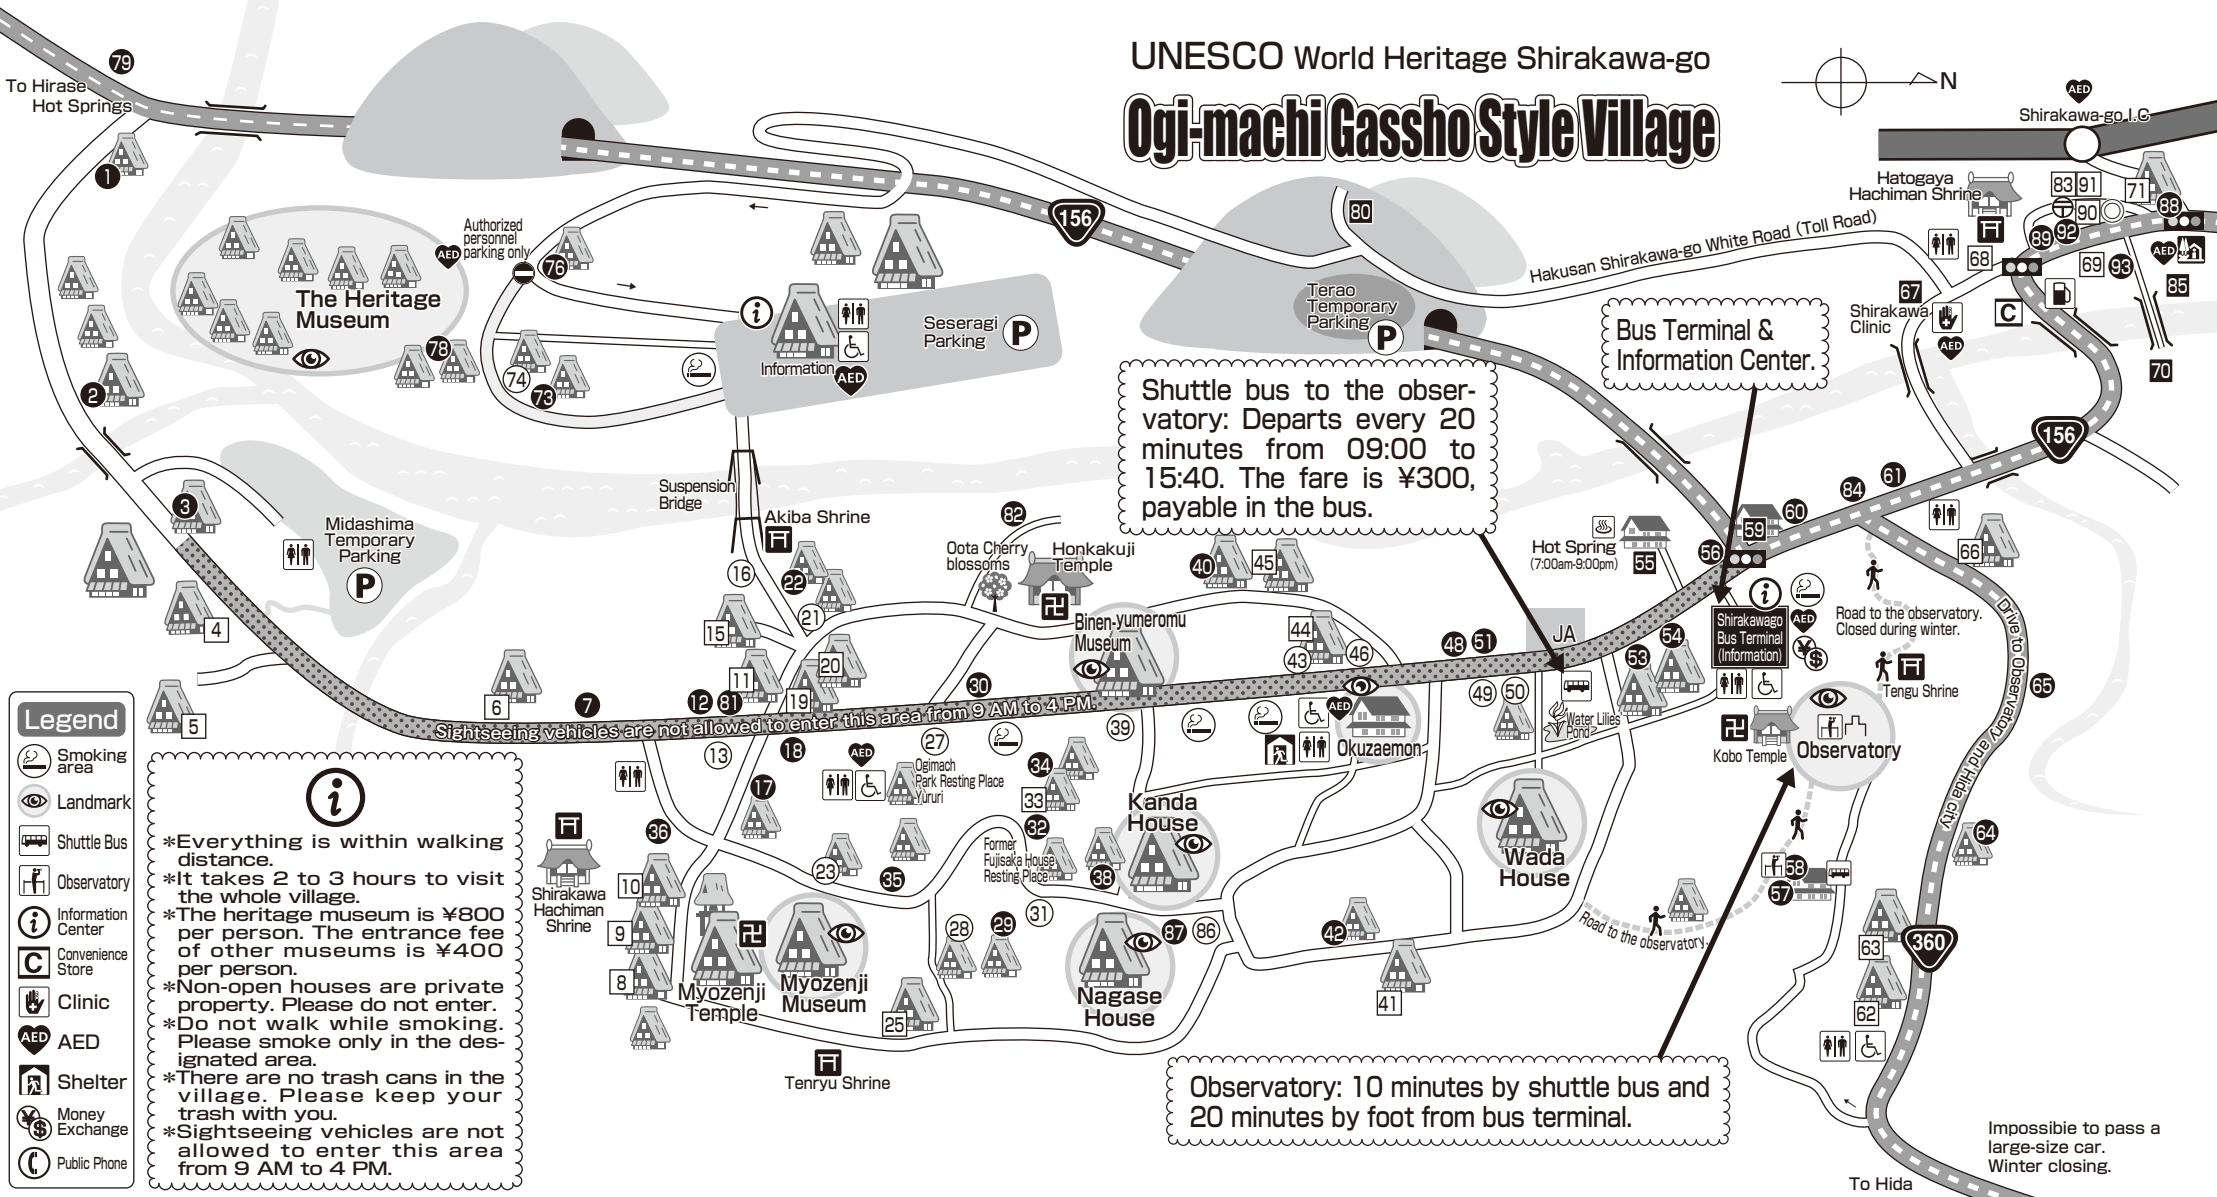 UNESCO World Heritage Shirakawa-go
Ogi-machi Gassho Style Village
N
79
To Hirase
Hot Springs
1
2
3
4
5
6
7
The Heritage
Museum
AED
Authorized
personnel
parking only
76
78
74
73
i
Information
AED
Seseragi
Parking
P
156
80
Terao
Temporary
Parking
P
Hakusan Shirakawa-go White Road (Toll Road)
AED
Shirakawa-go I.C
Hatogaya
Hachiman Shrine
83
91
71
90
88
89
92
68
69
93
AED
85
67
Shirakawa
Clinic
AED
C
70
156
Bus Terminal &
Information Center.
Shuttle bus to the obser-
vatory: Departs every 20
minutes from 09:00 to
15:40. The fare is ¥300,
payable in the bus.
Midashima
Temporary
Parking
P
Suspension
Bridge
Akiba Shrine
16
22
21
15
11
20
19
12
81
82
Oota Cherry
blossoms
Honkakuji
Temple
Binen-yumeromu
Museum
30
40
45
44
43
46
48
51
JA
Hot Spring
(7:00am-9:00pm)
55
56
59
60
84
61
66
54
53
i
Shirakawago
Bus Terminal
(Information)
AED
¥
$
Road to the observatory.
Closed during winter.
Tengu Shrine
Drive to Observatory and Hida city
65
Sightseeing vehicles are not allowed to enter this area from 9 AM to 4 PM.
13
18
17
AED
Ogimach
Park Resting Place
Yururi
27
39
34
33
32
AED
Okuzaemon
49
50
Water Lilies
Pond
Kobo Temple
Observatory
Kanda
House
Wada
House
Former
Fujisaka House
Resting Place
38
31
36
Shirakawa
Hachiman
Shrine
10
9
8
23
35
28
29
25
Myozenji
Temple
Myozenji
Museum
Tenryu Shrine
Nagase
House
87
86
42
41
Road to the observatory.
58
57
64
63
62
360
Observatory: 10 minutes by shuttle bus and
20 minutes by foot from bus terminal.
Impossibie to pass a
large-size car.
Winter closing.
To Hida
Legend
Smoking
area
Landmark
Shuttle Bus
Observatory
i
Information
Center
C
Convenience
Store
Clinic
AED
AED
Shelter
¥
$
Money
Exchange
Public Phone
i
*Everything is within walking
distance.
*It takes 2 to 3 hours to visit
the whole village.
*The heritage museum is ¥800
per person. The entrance fee
of other museums is ¥400
per person.
*Non-open houses are private
property. Please do not enter.
*Do not walk while smoking.
Please smoke only in the des-
ignated area.
*There are no trash cans in the
village. Please keep your
trash with you.
*Sightseeing vehicles are not
allowed to enter this area
from 9 AM to 4 PM.